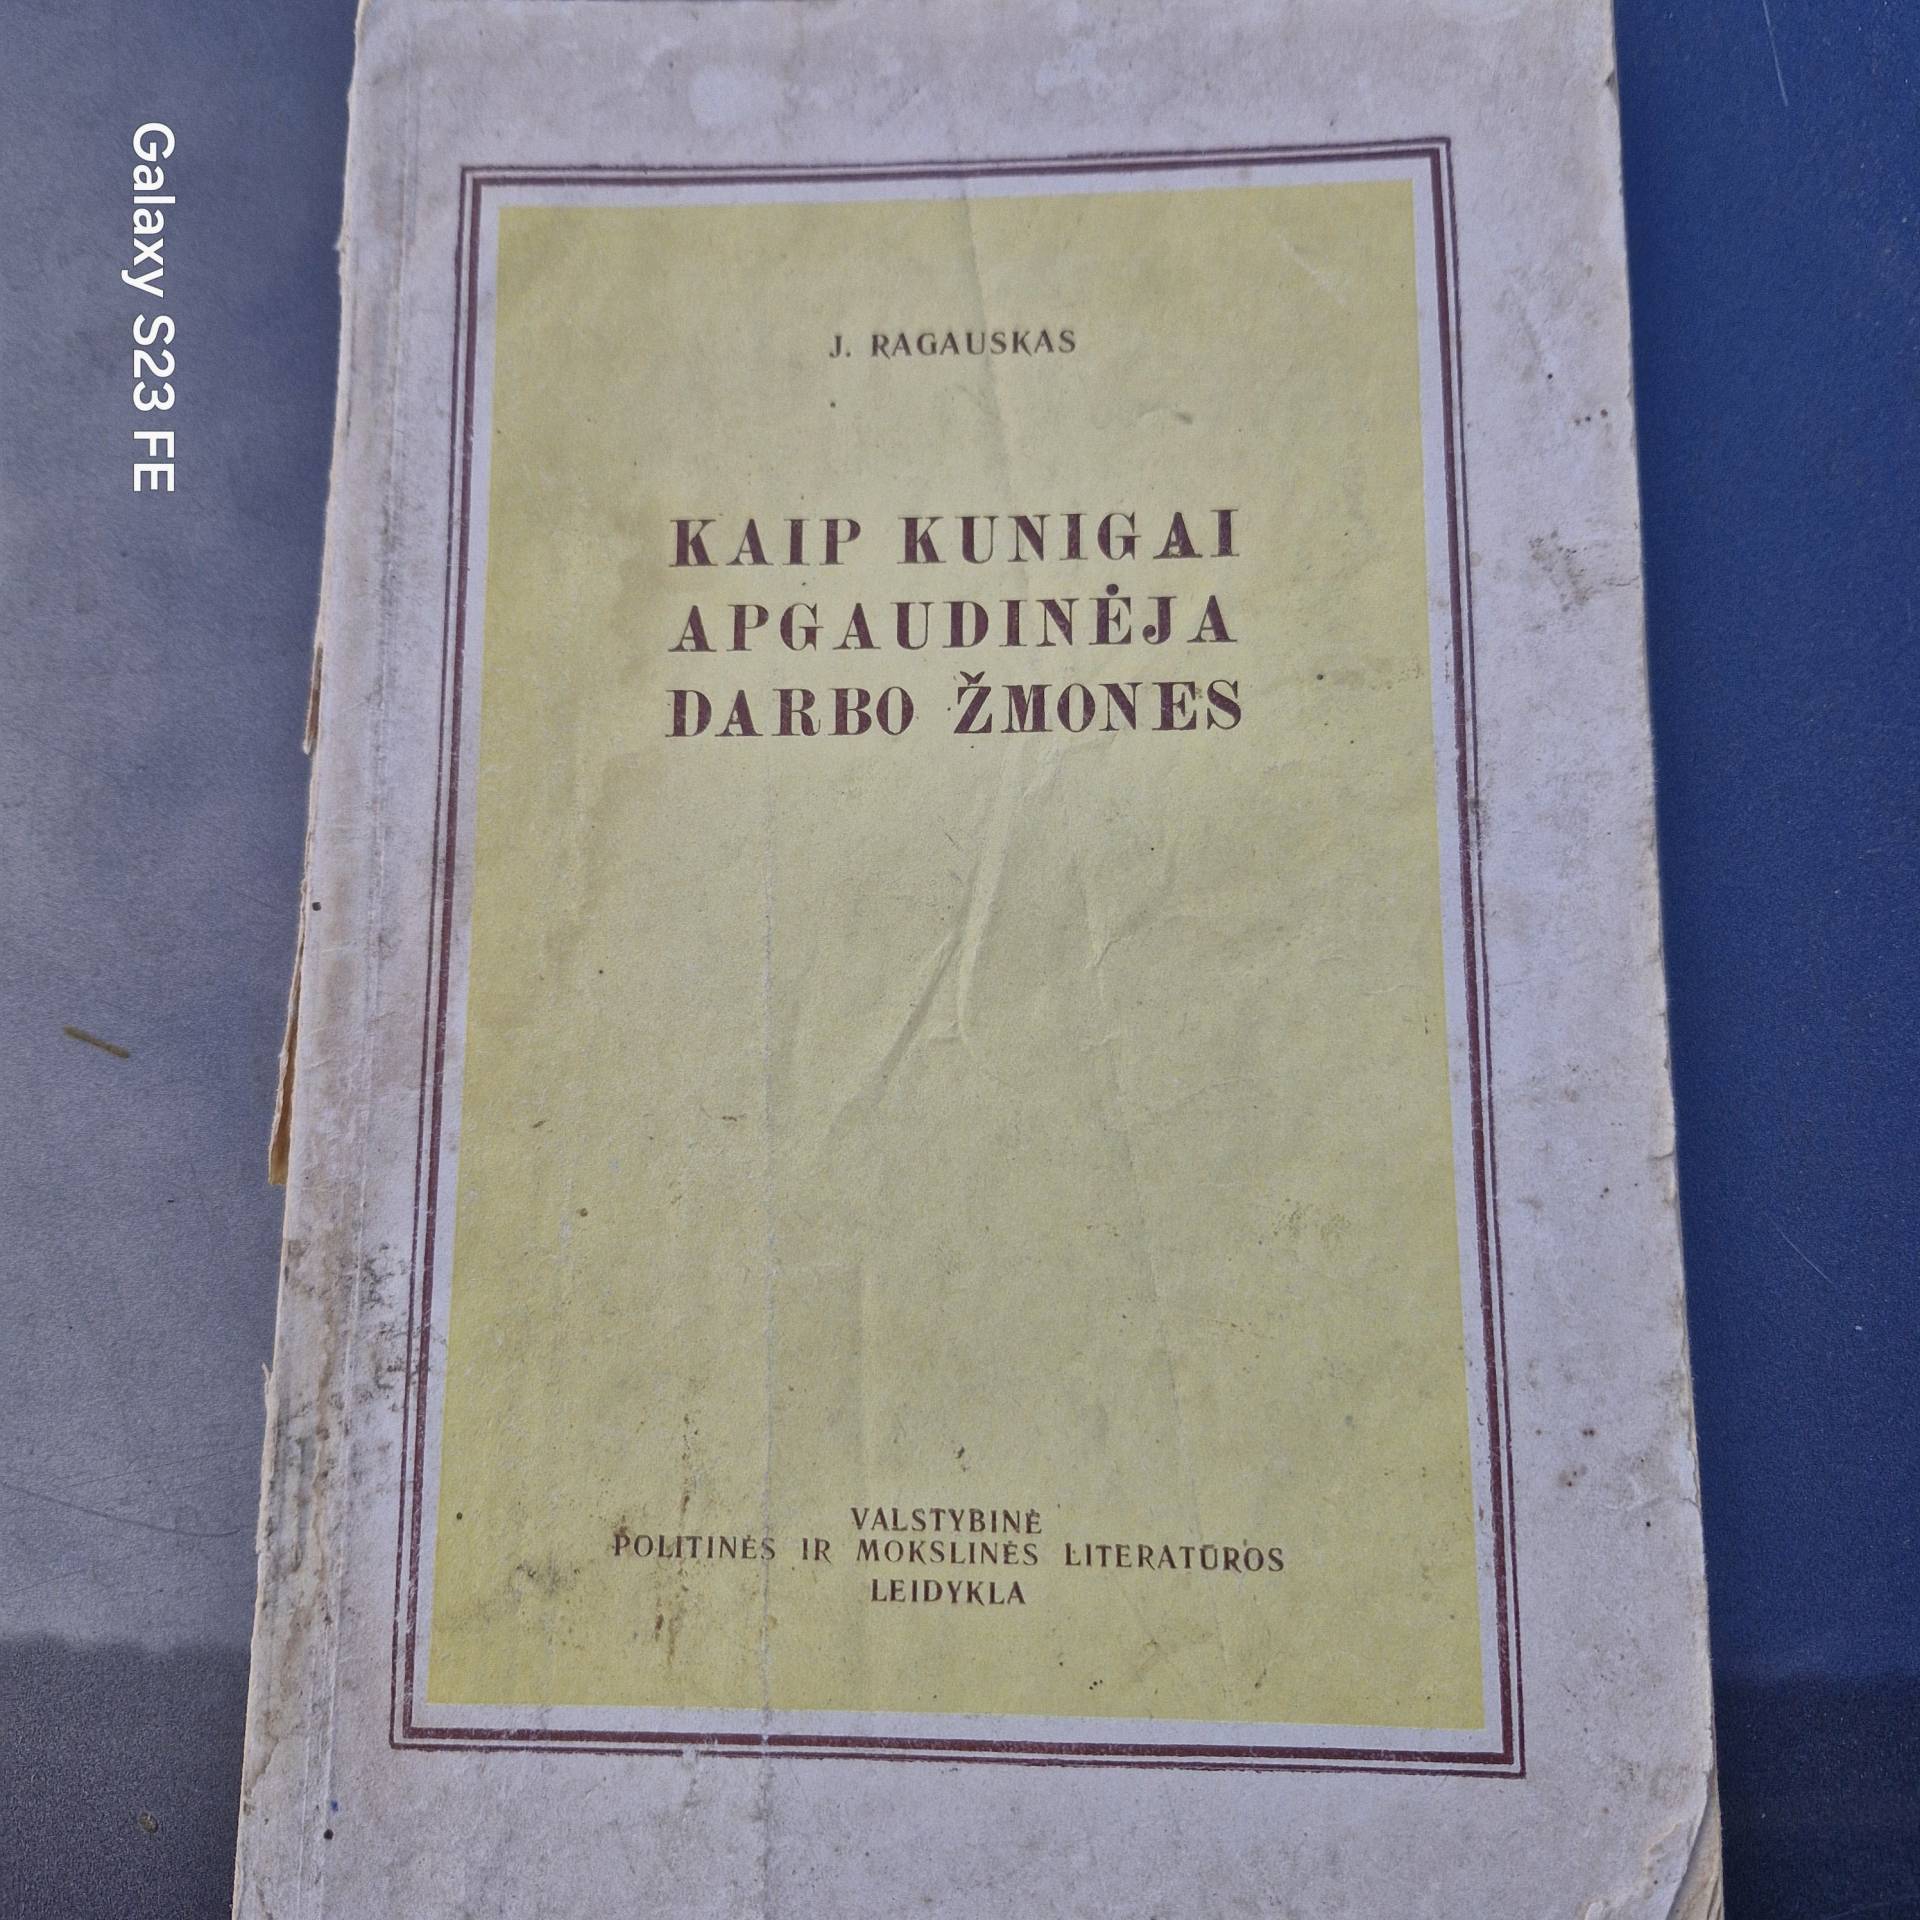 J. RAGAUSKAS
KAIP KUNIGAI
APGAUDINĖJA
DARBO ŽMONES
VALSTYBINĖ
POLITINĖS IR MOKSLINĖS LITERATŪROS
LEIDYKLA
Galaxy S23 FE